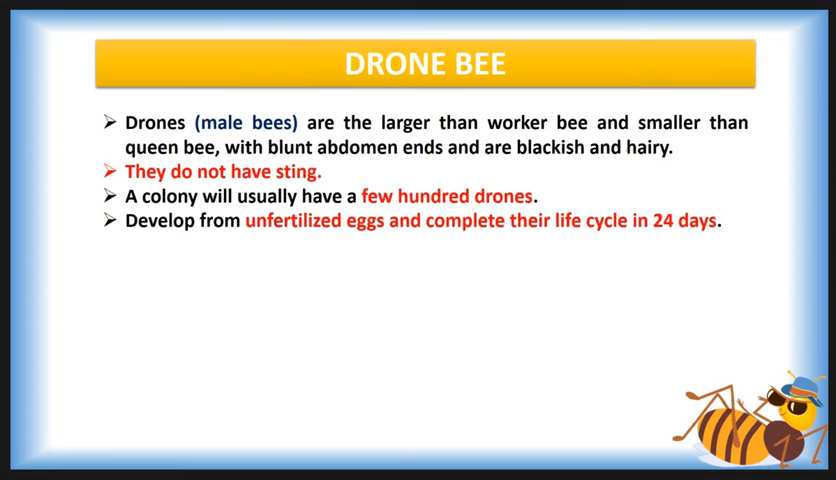 DRONE BEE
➢ Drones (male bees) are the larger than worker bee and smaller than
queen bee, with blunt abdomen ends and are blackish and hairy.
➢ They do not have sting.
➢ A colony will usually have a few hundred drones.
➢ Develop from unfertilized eggs and complete their life cycle in 24 days.